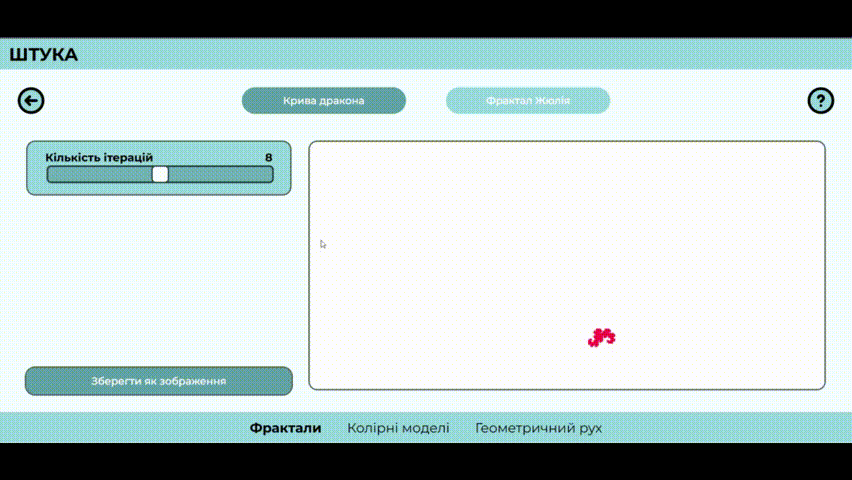 ШТУКА
Крива дракона
Фрактал Жюлія
?
Кількість ітерацій 8
Зберегти як зображення
Фрактали Колірні моделі Геометричний рух